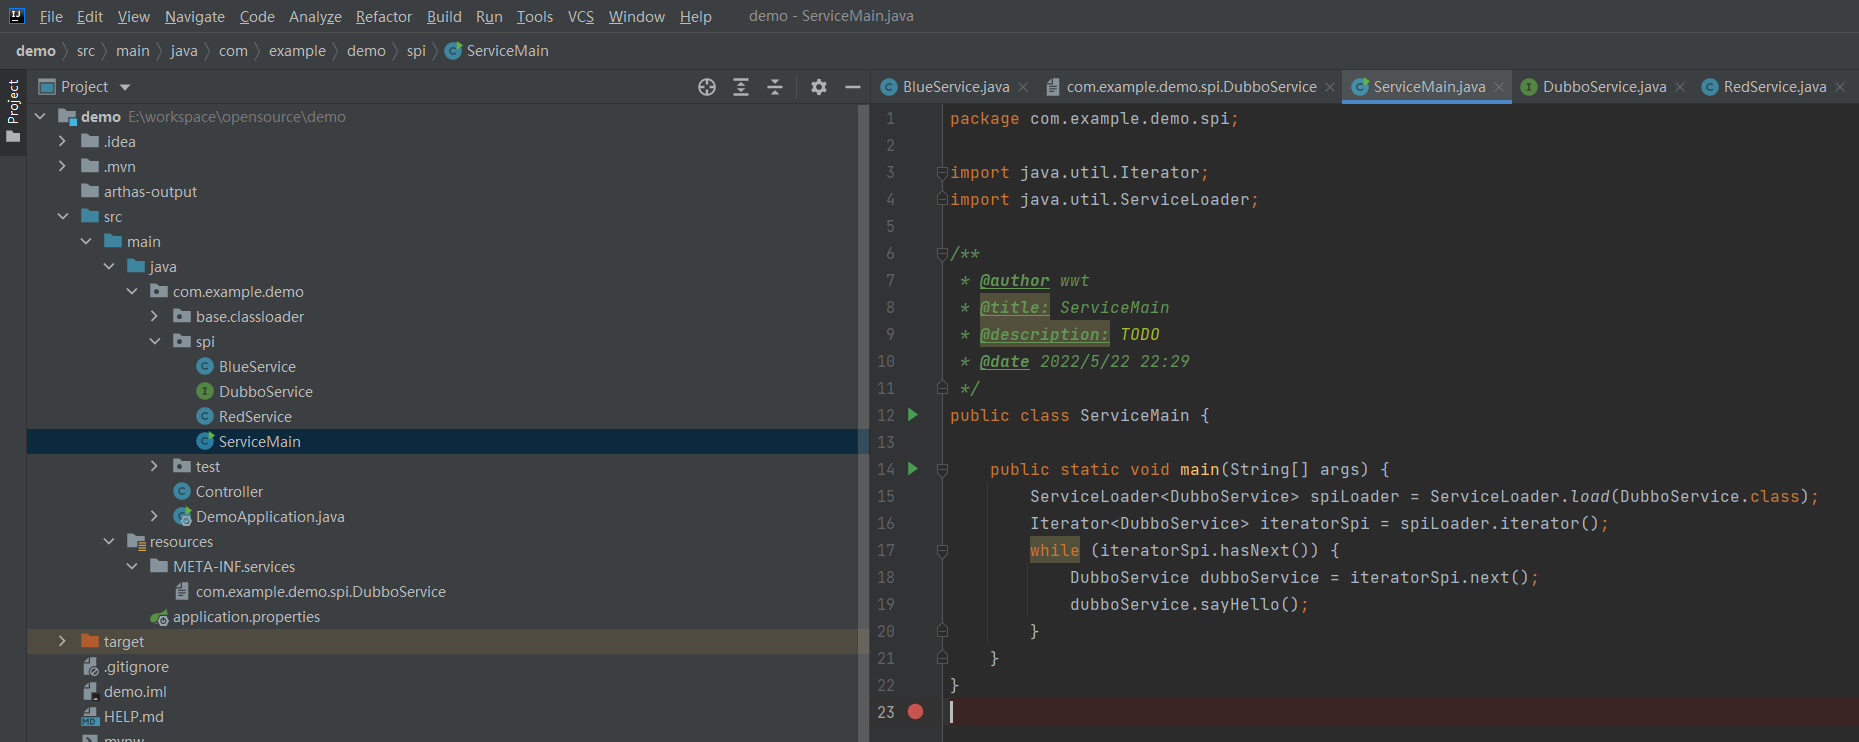 File Edit View Navigate Code Analyze Refactor Build Run Tools VCS Window Help demo - ServiceMain.java
demo src main java com example demo spi ServiceMain
Project
Project
demo E:\workspace\opensource\demo
.idea
.mvn
arthas-output
src
main
java
com.example.demo
base.classloader
spi
BlueService
DubboService
RedService
ServiceMain
test
Controller
DemoApplication.java
resources
META-INF.services
com.example.demo.spi.DubboService
application.properties
target
.gitignore
demo.iml
HELP.md
mvnw
BlueService.java com.example.demo.spi.DubboService ServiceMain.java DubboService.java RedService.java
1 package com.example.demo.spi;
2
3 import java.util.Iterator;
4 import java.util.ServiceLoader;
5
6 /**
7 * @author wwt
8 * @title: ServiceMain
9 * @description: TODO
10 * @date 2022/5/22 22:29
11 */
12 public class ServiceMain {
13
14 public static void main(String[] args) {
15 ServiceLoader<DubboService> spiLoader = ServiceLoader.load(DubboService.class);
16 Iterator<DubboService> iteratorSpi = spiLoader.iterator();
17 while (iteratorSpi.hasNext()) {
18 DubboService dubboService = iteratorSpi.next();
19 dubboService.sayHello();
20 }
21 }
22 }
23